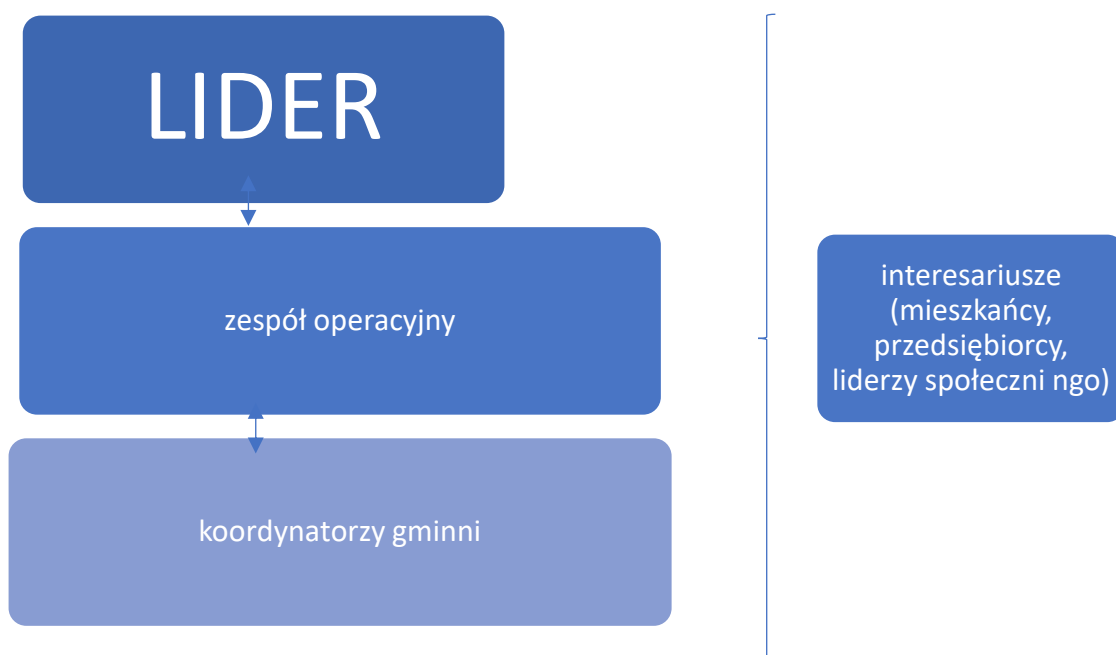 LIDER
zespół operacyjny
koordynatorzy gminni
interesariusze
(mieszkańcy,
przedsiębiorcy,
liderzy społeczni ngo)